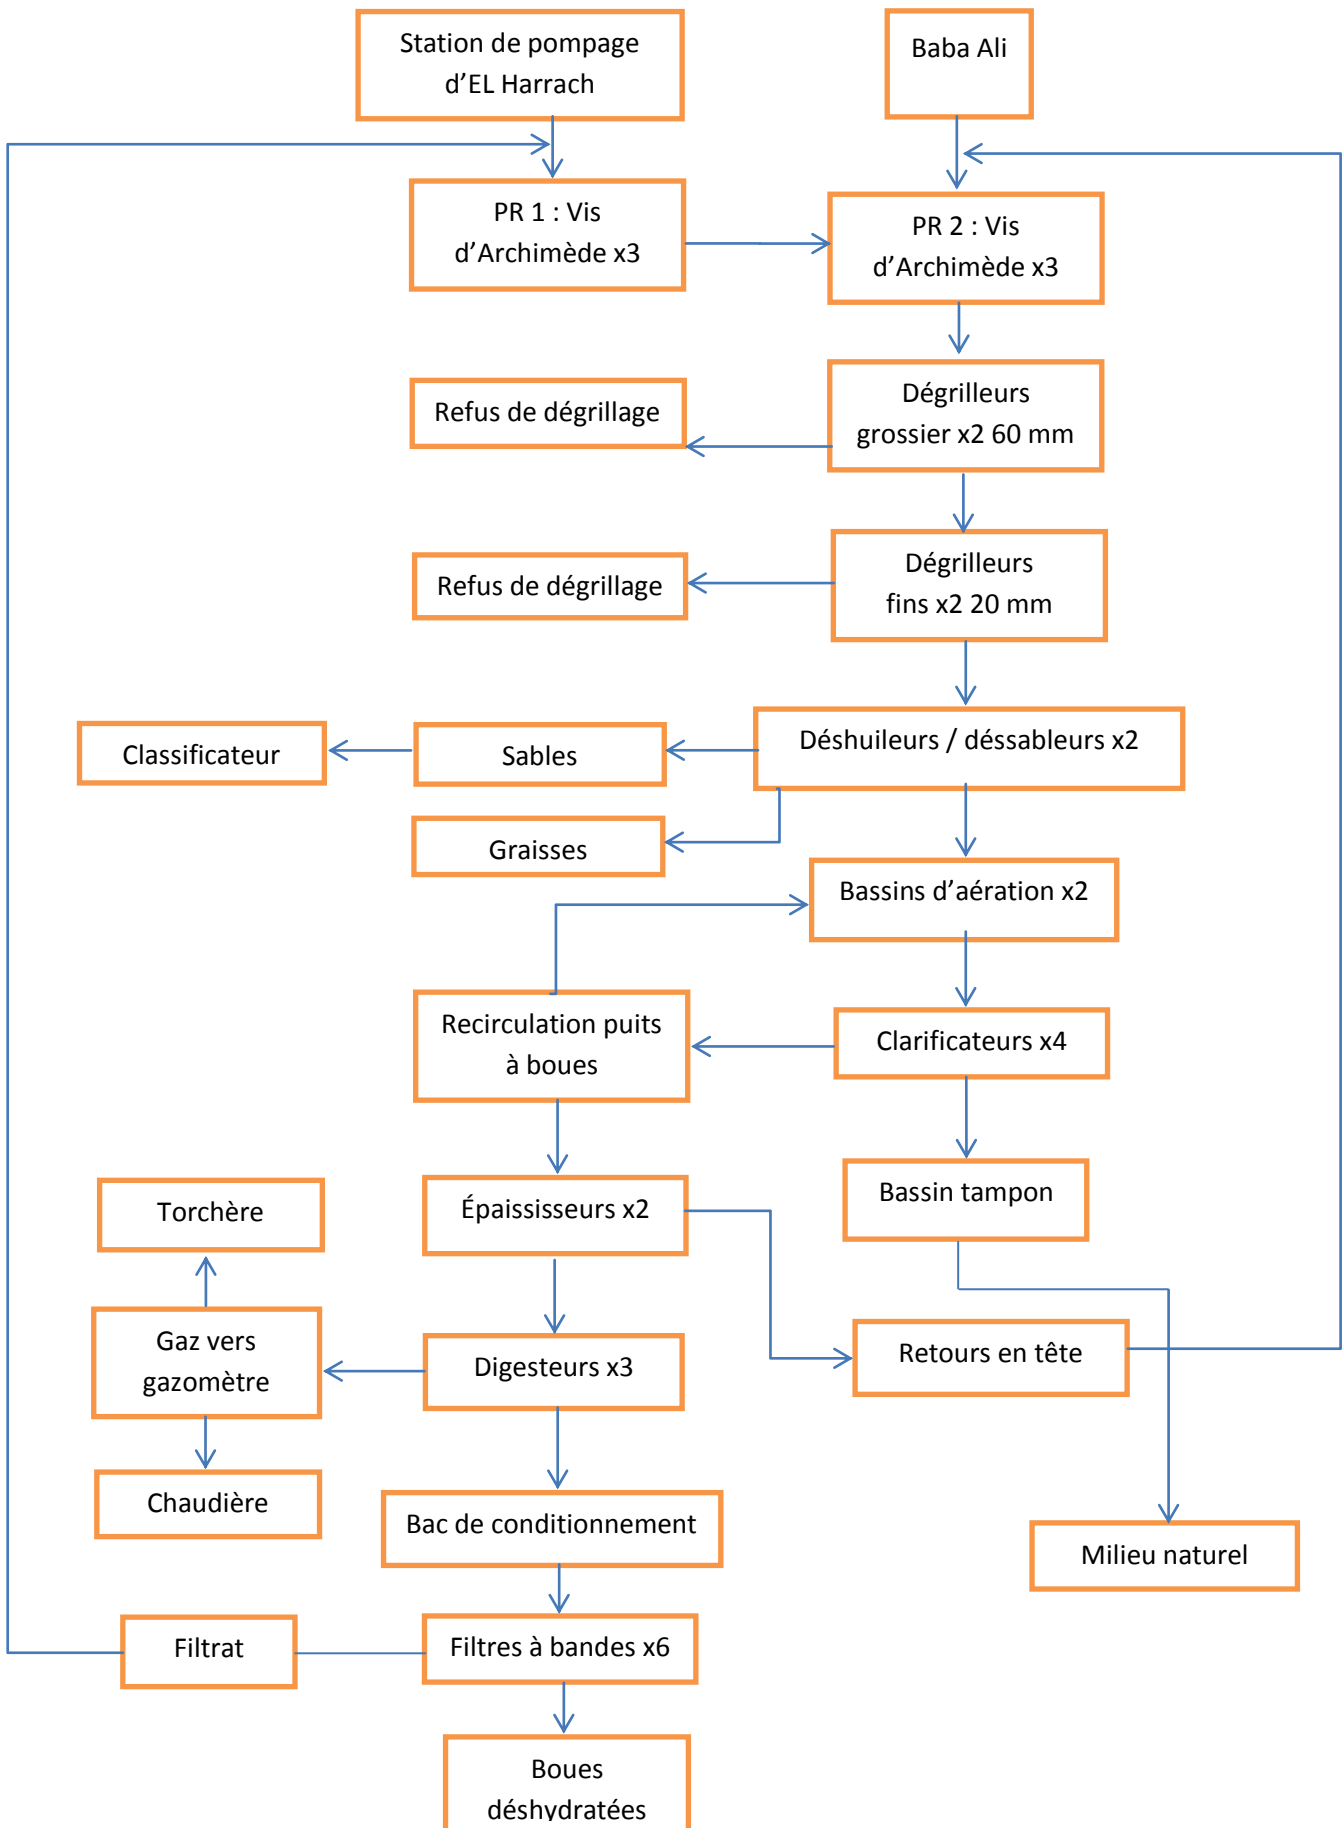 Station de pompage
d'EL Harrach
Baba Ali
PR 1 : Vis
d'Archimède x3
PR 2 : Vis
d'Archimède x3
Dégrilleurs
grossier x2 60 mm
Refus de dégrillage
Dégrilleurs
fins x2 20 mm
Refus de dégrillage
Déshuileurs / déssableurs x2
Sables
Classificateur
Graisses
Bassins d'aération x2
Recirculation puits
à boues
Clarificateurs x4
Épaississeurs x2
Bassin tampon
Torchère
Gaz vers
gazomètre
Digesteurs x3
Retours en tête
Chaudière
Bac de conditionnement
Milieu naturel
Filtrat
Filtres à bandes x6
Boues
déshydratées